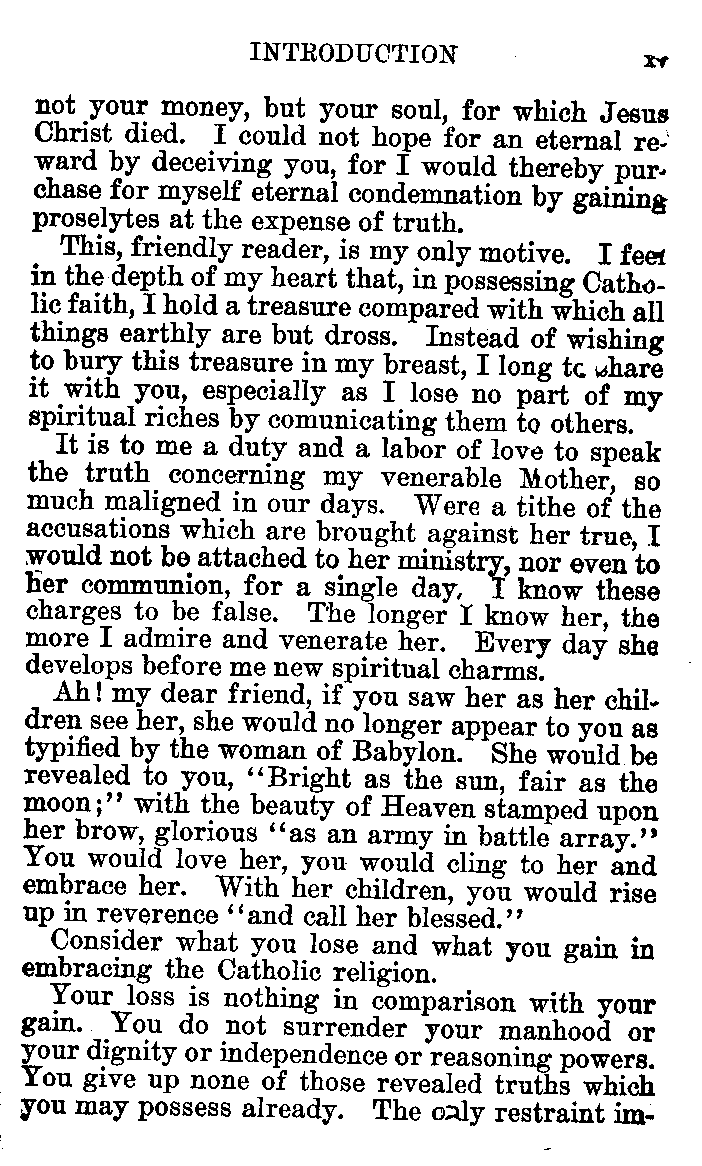 INTRODUCTION xv
not your money, but your soul, for which Jesus
Christ died. I could not hope for an eternal re-
ward by deceiving you, for I would thereby pur-
chase for myself eternal condemnation by gaining
proselytes at the expense of truth.
This, friendly reader, is my only motive. I feel
in the depth of my heart that, in possessing Catho-
lic faith, I hold a treasure compared with which all
things earthly are but dross. Instead of wishing
to bury this treasure in my breast, I long to share
it with you, especially as I lose no part of my
spiritual riches by comunicating them to others.
It is to me a duty and a labor of love to speak
the truth concerning my venerable Mother, so
much maligned in our days. Were a tithe of the
accusations which are brought against her true, I
would not be attached to her ministry, nor even to
her communion, for a single day. I know these
charges to be false. The longer I know her, the
more I admire and venerate her. Every day she
develops before me new spiritual charms.
Ah! my dear friend, if you saw her as her chil-
dren see her, she would no longer appear to you as
typified by the woman of Babylon. She would be
revealed to you, "Bright as the sun, fair as the
moon;" with the beauty of Heaven stamped upon
her brow, glorious "as an army in battle array."
You would love her, you would cling to her and
embrace her. With her children, you would rise
up in reverence "and call her blessed."
Consider what you lose and what you gain in
embracing the Catholic religion.
Your loss is nothing in comparison with your
gain. You do not surrender your manhood or
your dignity or independence or reasoning powers.
You give up none of those revealed truths which
you may possess already. The only restraint im-